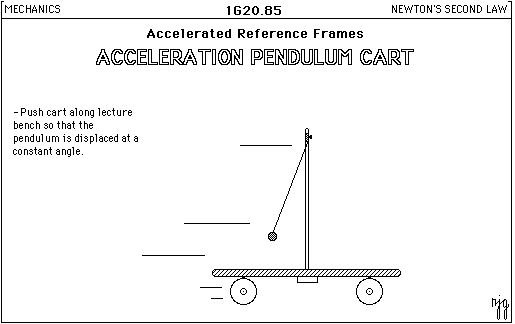 MECHANICS
1G20.85
NEWTON'S SECOND LAW
Accelerated Reference Frames
ACCELERATION PENDULUM CART
- Push cart along lecture
bench so that the
pendulum is displaced at a
constant angle.